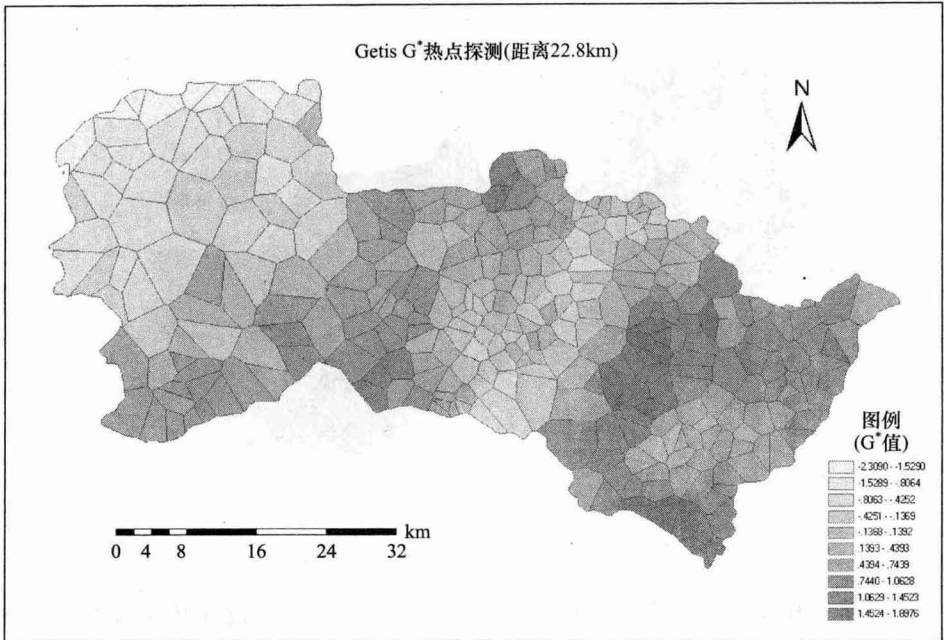 Getis G*热点探测(距离22.8km)
N
图例
(G*值)
-2.3090 - -1.5290
-1.5289 - -.8064
-.8063 - -.4252
-.4251 - -.1369
-.1368 - .1392
.1393 - .4393
.4394 - .7439
.7440 - 1.0628
1.0629 - 1.4523
1.4524 - 1.8976
km
0 4 8 16 24 32